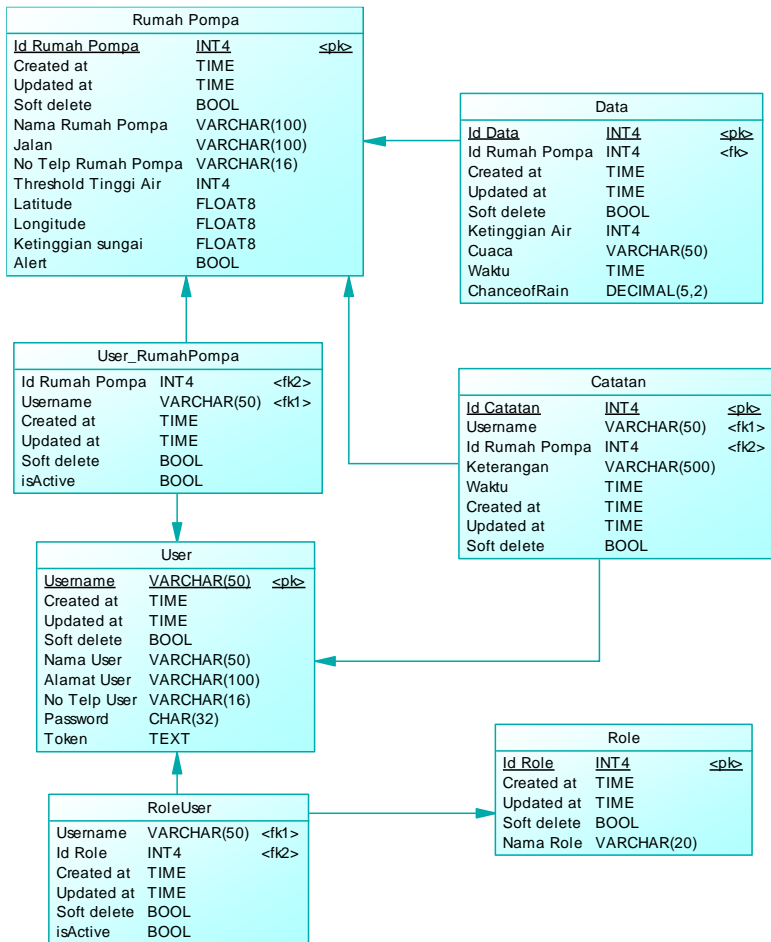 Rumah Pompa
Id Rumah Pompa INT4 <pk>
Created at TIME
Updated at TIME
Soft delete BOOL
Nama Rumah Pompa VARCHAR(100)
Jalan VARCHAR(100)
No Telp Rumah Pompa VARCHAR(16)
Threshold Tinggi Air INT4
Latitude FLOAT8
Longitude FLOAT8
Ketinggian sungai FLOAT8
Alert BOOL
Data
Id Data INT4 <pk>
Id Rumah Pompa INT4 <fk>
Created at TIME
Updated at TIME
Soft delete BOOL
Ketinggian Air INT4
Cuaca VARCHAR(50)
Waktu TIME
ChanceofRain DECIMAL(5,2)
User_RumahPompa
Id Rumah Pompa INT4 <fk2>
Username VARCHAR(50) <fk1>
Created at TIME
Updated at TIME
Soft delete BOOL
isActive BOOL
Catatan
Id Catatan INT4 <pk>
Username VARCHAR(50) <fk1>
Id Rumah Pompa INT4 <fk2>
Keterangan VARCHAR(500)
Waktu TIME
Created at TIME
Updated at TIME
Soft delete BOOL
User
Username VARCHAR(50) <pk>
Created at TIME
Updated at TIME
Soft delete BOOL
Nama User VARCHAR(50)
Alamat User VARCHAR(100)
No Telp User VARCHAR(16)
Password CHAR(32)
Token TEXT
Role
Id Role INT4 <pk>
Created at TIME
Updated at TIME
Soft delete BOOL
Nama Role VARCHAR(20)
RoleUser
Username VARCHAR(50) <fk1>
Id Role INT4 <fk2>
Created at TIME
Updated at TIME
Soft delete BOOL
isActive BOOL